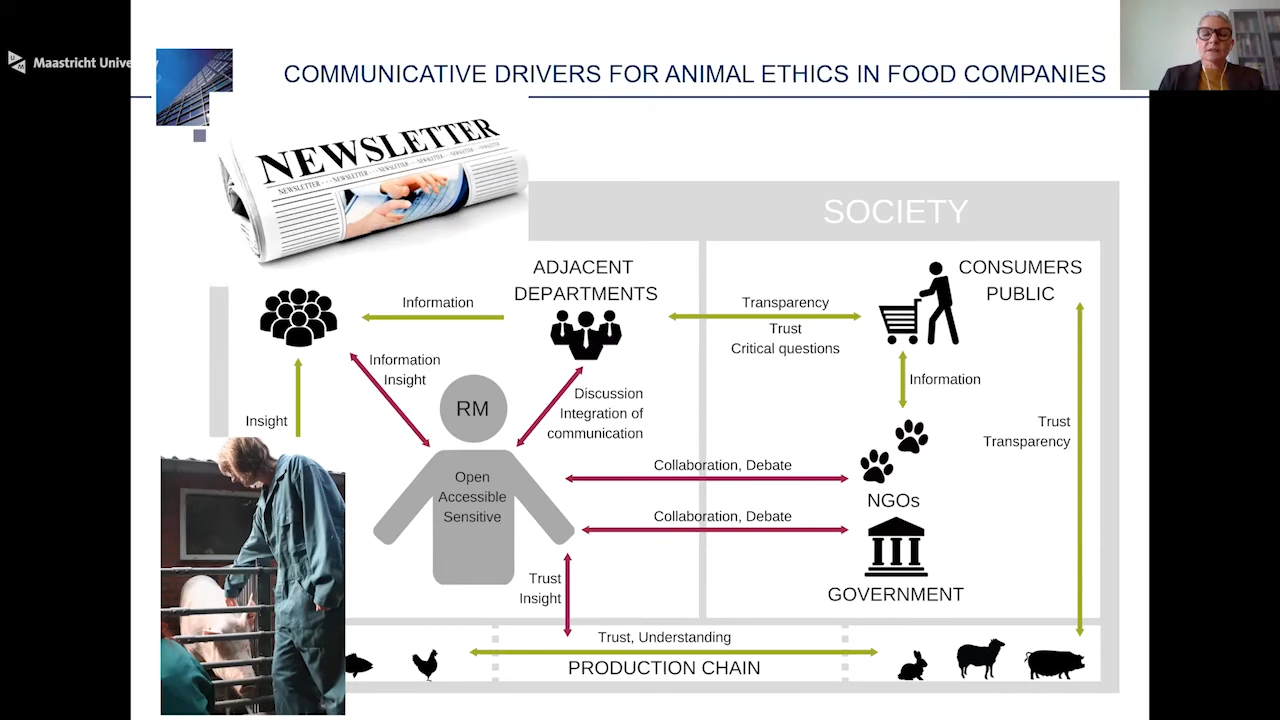 Maastricht Unive
COMMUNICATIVE DRIVERS FOR ANIMAL ETHICS IN FOOD COMPANIES
NEWSLETTER
NEWSLETTER
SOCIETY
ADJACENT
DEPARTMENTS
CONSUMERS
PUBLIC
Information
Transparency
Trust
Critical questions
Information
Insight
Information
RM
Discussion
Integration of
communication
Insight
Trust
Transparency
Open
Accessible
Sensitive
Collaboration, Debate
NGOs
Collaboration, Debate
GOVERNMENT
Trust
Insight
Trust, Understanding
PRODUCTION CHAIN